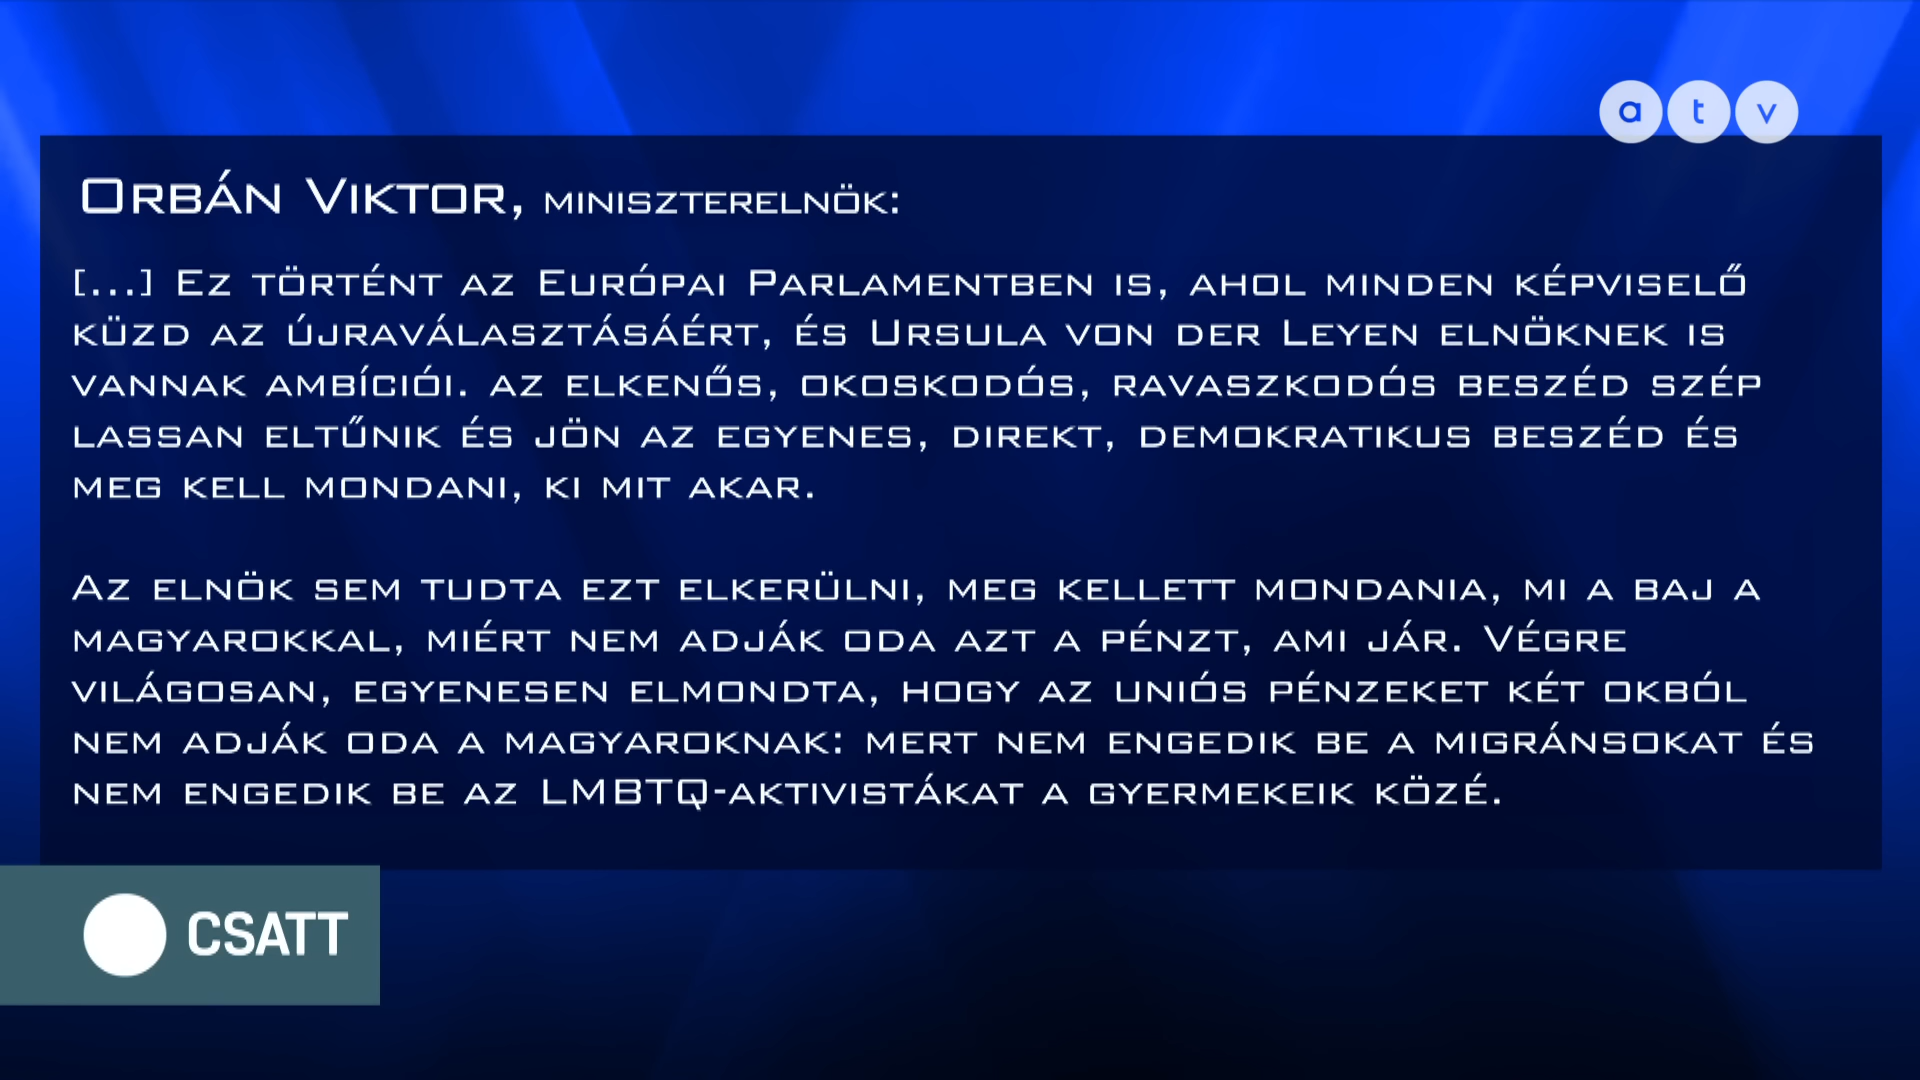 a t v
Orbán Viktor, miniszterelnök:
[...] Ez történt az Európai Parlamentben is, ahol minden képviselő
küzd az újraválasztásáért, és Ursula von der Leyen elnöknek is
vannak ambíciói. az elkenős, okoskodós, ravaszkodós beszéd szép
lassan eltűnik és jön az egyenes, direkt, demokratikus beszéd és
meg kell mondani, ki mit akar.
Az elnök sem tudta ezt elkerülni, meg kellett mondania, mi a baj a
magyarokkal, miért nem adják oda azt a pénzt, ami jár. Végre
világosan, egyenesen elmondta, hogy az uniós pénzeket két okból
nem adják oda a magyaroknak: mert nem engedik be a migránsokat és
nem engedik be az LMBTQ-aktivistákat a gyermekeik közé.
CSATT